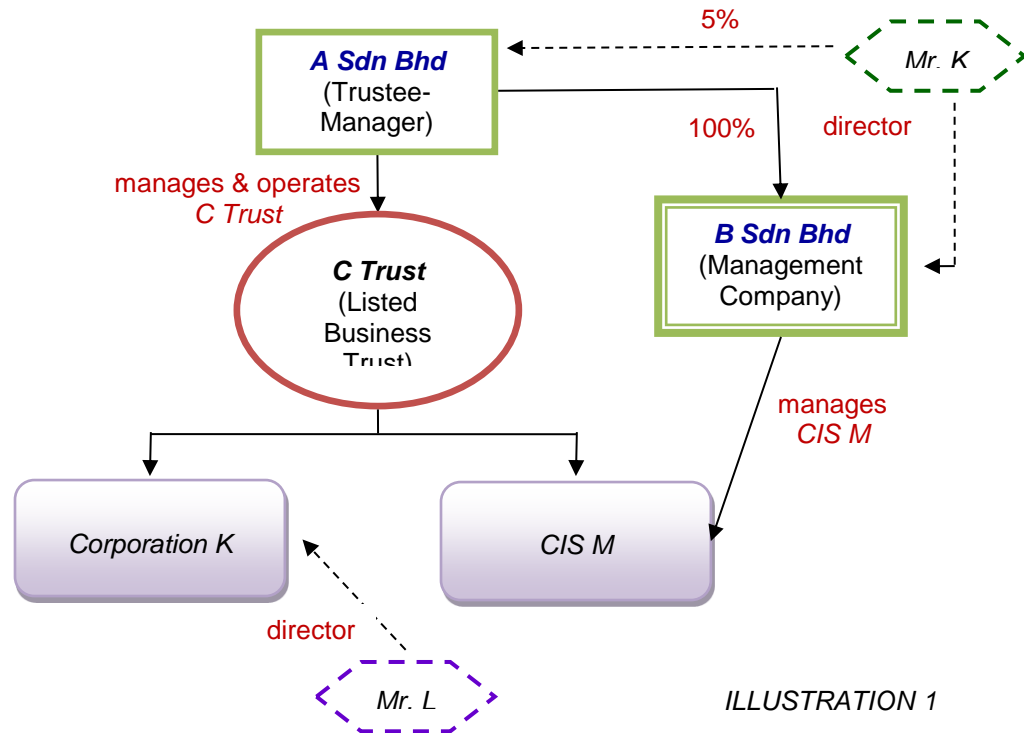 5%
A Sdn Bhd
(Trustee-
Manager)
Mr. K
100%
director
manages & operates
C Trust
B Sdn Bhd
(Management
Company)
C Trust
(Listed
Business
Trust)
manages
CIS M
Corporation K
CIS M
director
Mr. L
ILLUSTRATION 1